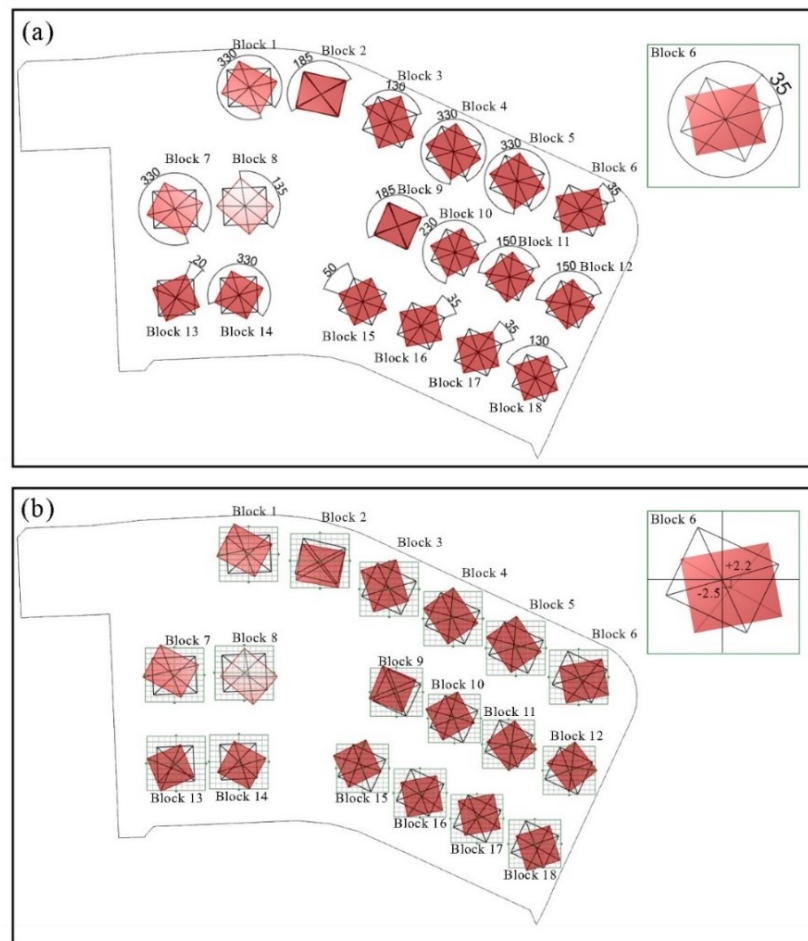 (a)
Block 1
Block 2
Block 3
Block 4
Block 5
Block 6
330
185
130
330
330
35
Block 6
35
Block 7
Block 8
330
135
Block 9
Block 10
Block 11
Block 12
185
230
150
150
20
330
Block 13
Block 14
50
35
35
130
Block 15
Block 16
Block 17
Block 18
(b)
Block 1
Block 2
Block 3
Block 4
Block 5
Block 6
Block 6
+2.2
-2.5
Block 7
Block 8
Block 9
Block 10
Block 11
Block 12
Block 13
Block 14
Block 15
Block 16
Block 17
Block 18